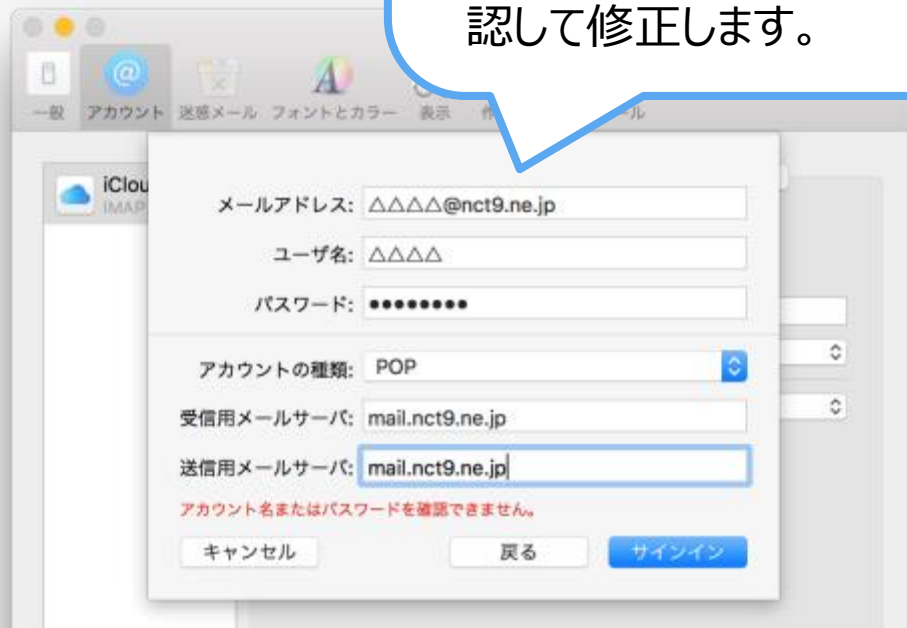 認して修正します。
一般 アカウント 迷惑メール フォントとカラー 表示
iClou
IMAP
メールアドレス: △△△△@nct9.ne.jp
ユーザ名: △△△△
パスワード: ●●●●●●●●
アカウントの種類: POP
受信用メールサーバ: mail.nct9.ne.jp
送信用メールサーバ: mail.nct9.ne.jp
アカウント名またはパスワードを確認できません。
キャンセル 戻る サインイン